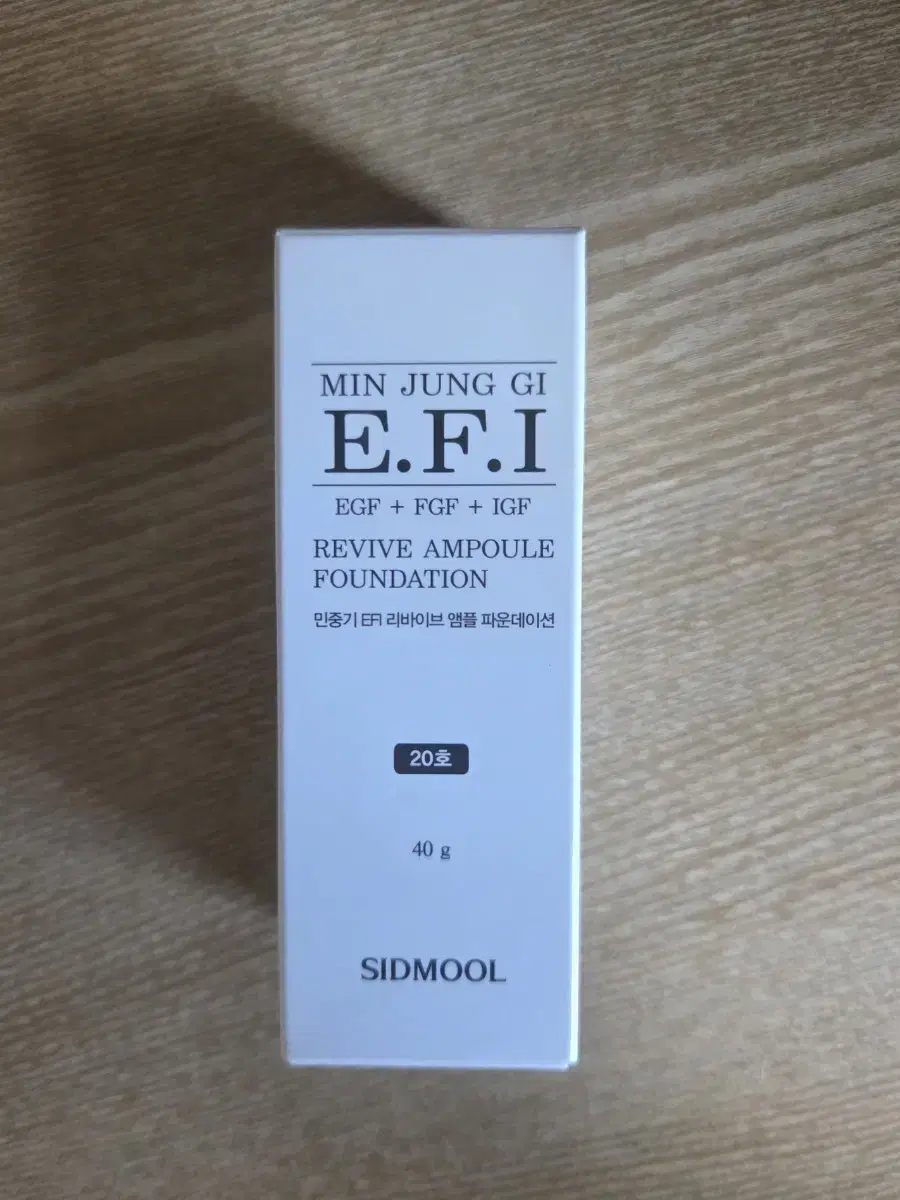 MIN JUNG GI
E.F.I
EGF + FGF + IGF
REVIVE AMPOULE
FOUNDATION
민중기 EFI 리바이브 앰플 파운데이션
20호
40 g
SIDMOOL